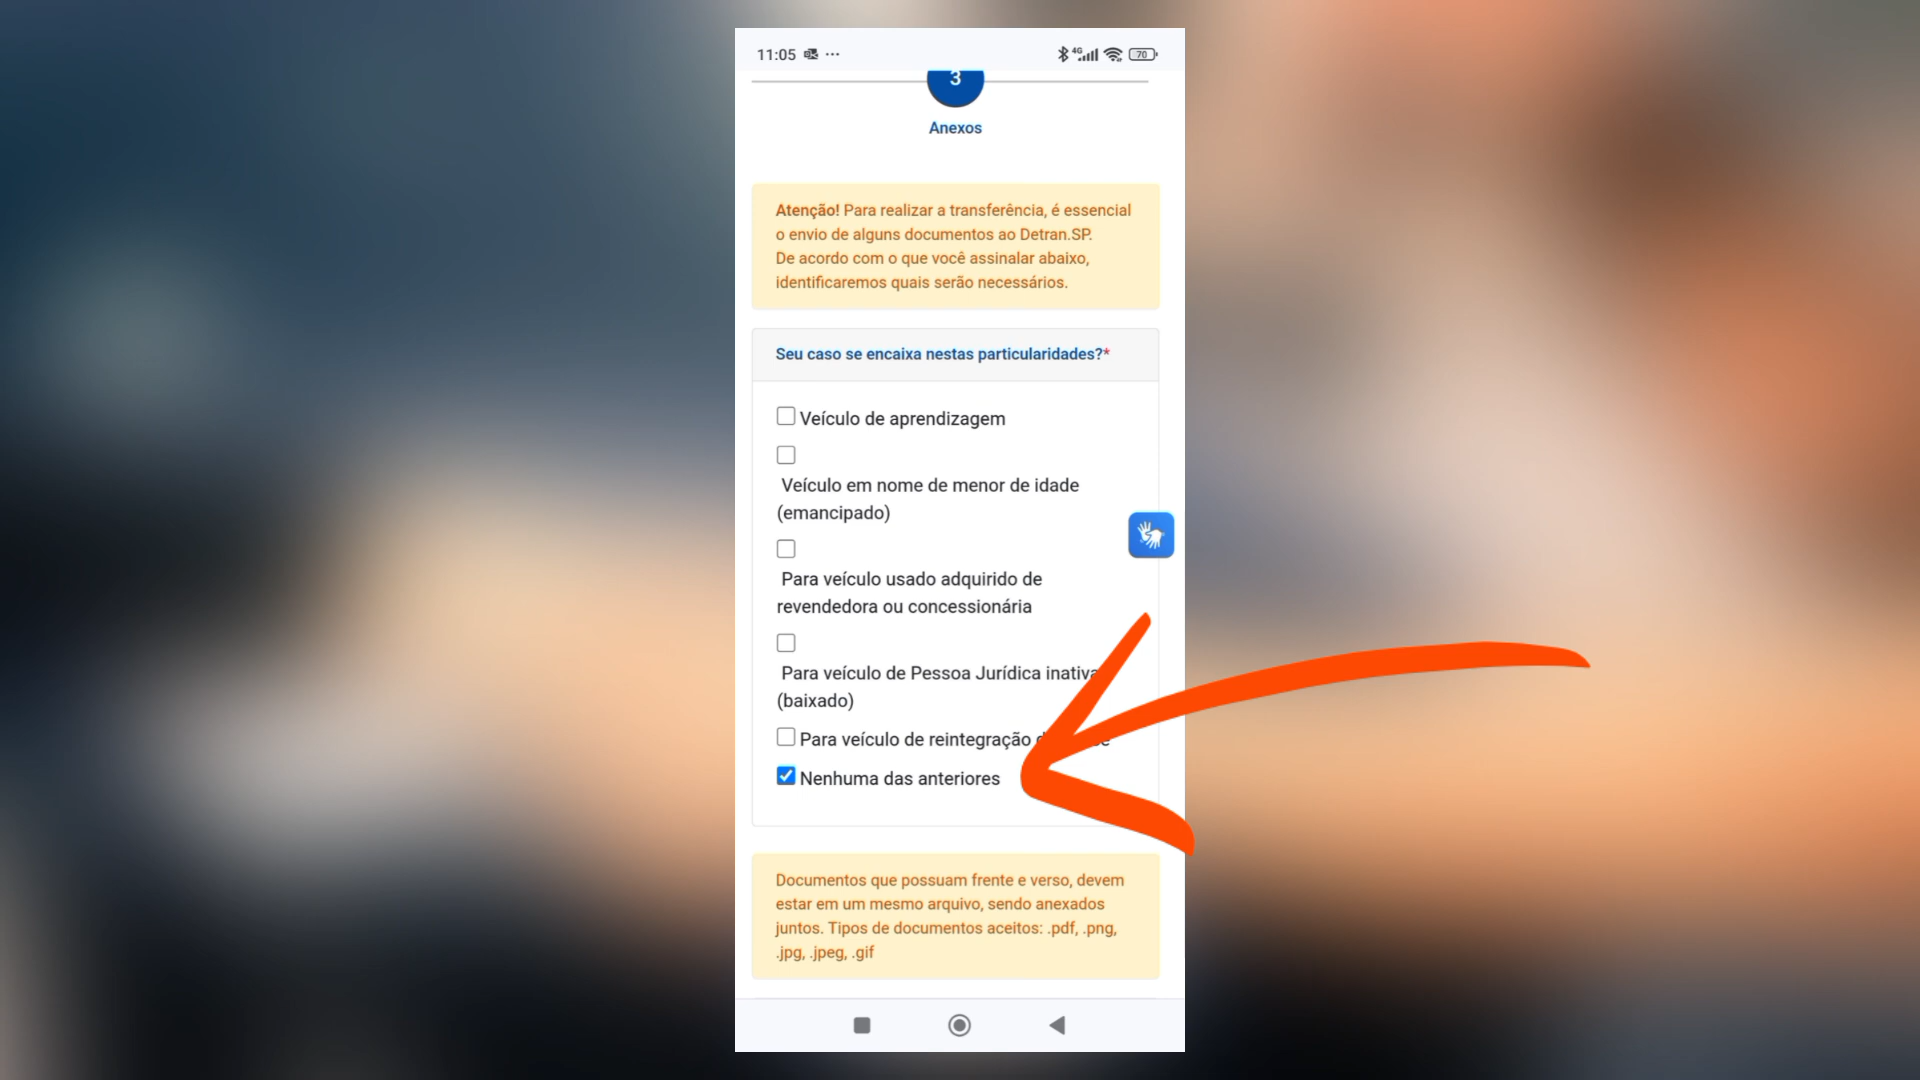 11:05
4G
70
3
Anexos
Atenção! Para realizar a transferência, é essencial
o envio de alguns documentos ao Detran.SP.
De acordo com o que você assinalar abaixo,
identificaremos quais serão necessários.
Seu caso se encaixa nestas particularidades?*
Veículo de aprendizagem
Veículo em nome de menor de idade
(emancipado)
Para veículo usado adquirido de
revendedora ou concessionária
Para veículo de Pessoa Jurídica inativa
(baixado)
Para veículo de reintegração
Nenhuma das anteriores
Documentos que possuam frente e verso, devem
estar em um mesmo arquivo, sendo anexados
juntos. Tipos de documentos aceitos: .pdf, .png,
.jpg, .jpeg, .gif